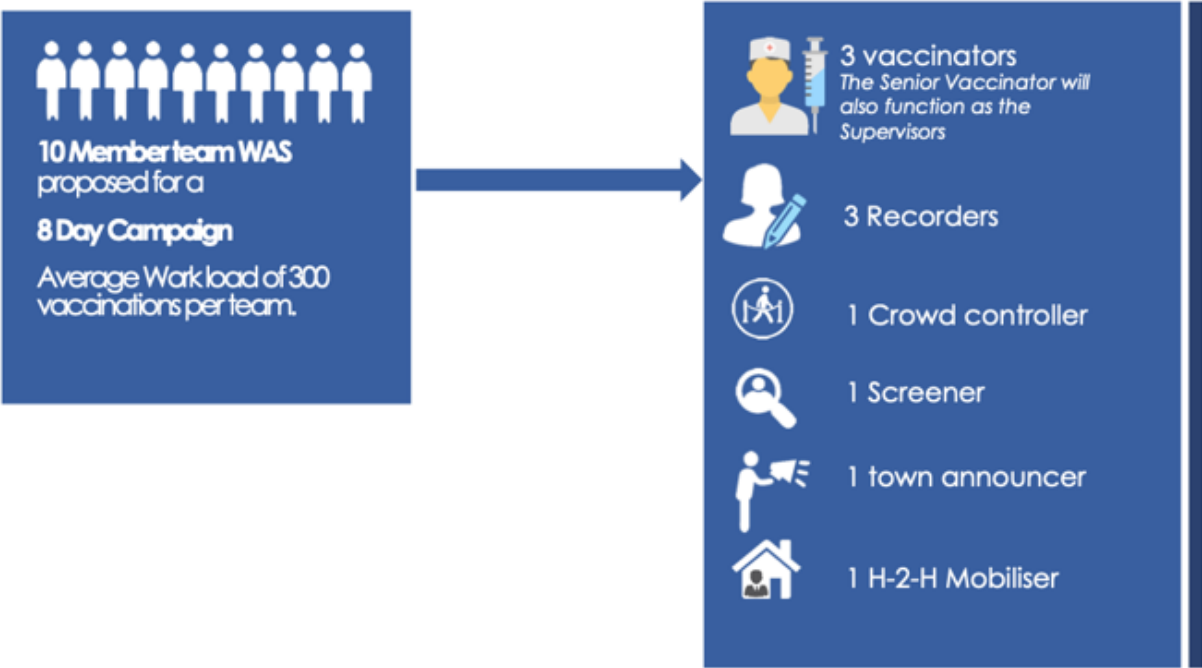 10 Member team WAS
proposed for a
8 Day Campaign
Average Work load of 300
vaccinations per team.
3 vaccinators
The Senior Vaccinator will
also function as the
Supervisors
3 Recorders
1 Crowd controller
1 Screener
1 town announcer
1 H-2-H Mobiliser